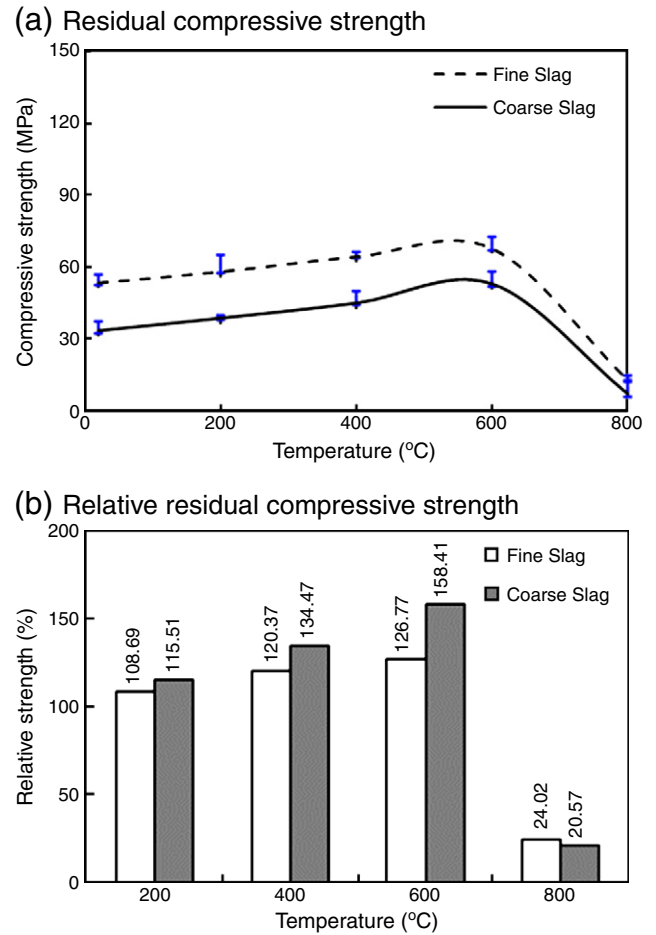 (a) Residual compressive strength
150
120
90
60
30
0
Compressive strength (MPa)
Fine Slag
Coarse Slag
0 200 400 600 800
Temperature (ºC)
(b) Relative residual compressive strength
200
150
100
50
0
Relative strength (%)
Fine Slag
Coarse Slag
108.69 115.51 120.37 134.47 126.77 158.41 24.02 20.57
200 400 600 800
Temperature (ºC)